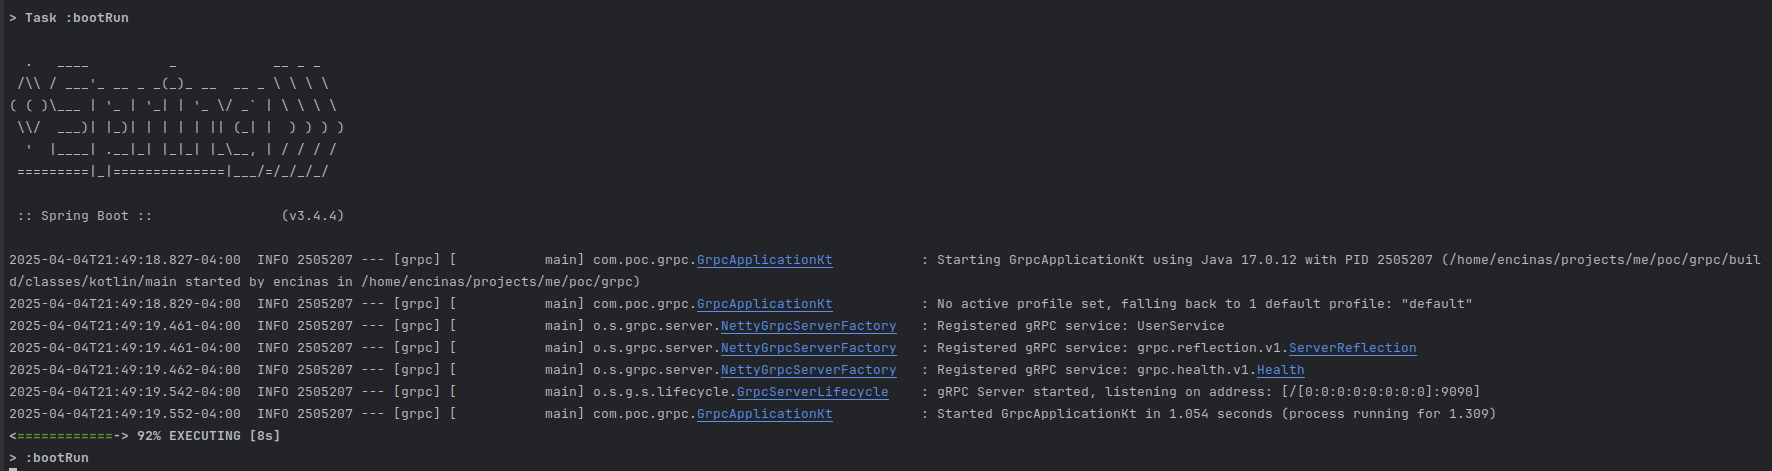 > Task :bootRun
  .   ____          _            __ _ _
 /\\ / ___'_ __ _ _(_)_ __  __ _ \ \ \ \
( ( )\___ | '_ | '_| | '_ \/ _` | \ \ \ \
 \\/  ___)| |_)| | | | | || (_| |  ) ) ) )
  '  |____| .__|_| |_|_| |_\__, | / / / /
 =========|_|==============|___/=/_/_/_/
 :: Spring Boot ::                (v3.4.4)
2025-04-04T21:49:18.827-04:00  INFO 2505207 --- [grpc] [           main] com.poc.grpc.GrpcApplicationKt           : Starting GrpcApplicationKt using Java 17.0.12 with PID 2505207 (/home/encinas/projects/me/poc/grpc/buil
d/classes/kotlin/main started by encinas in /home/encinas/projects/me/poc/grpc)
2025-04-04T21:49:18.829-04:00  INFO 2505207 --- [grpc] [           main] com.poc.grpc.GrpcApplicationKt           : No active profile set, falling back to 1 default profile: "default"
2025-04-04T21:49:19.461-04:00  INFO 2505207 --- [grpc] [           main] o.s.grpc.server.NettyGrpcServerFactory   : Registered gRPC service: UserService
2025-04-04T21:49:19.461-04:00  INFO 2505207 --- [grpc] [           main] o.s.grpc.server.NettyGrpcServerFactory   : Registered gRPC service: grpc.reflection.v1.ServerReflection
2025-04-04T21:49:19.462-04:00  INFO 2505207 --- [grpc] [           main] o.s.grpc.server.NettyGrpcServerFactory   : Registered gRPC service: grpc.health.v1.Health
2025-04-04T21:49:19.542-04:00  INFO 2505207 --- [grpc] [           main] o.s.g.s.lifecycle.GrpcServerLifecycle    : gRPC Server started, listening on address: [/[0:0:0:0:0:0:0:0]:9090]
2025-04-04T21:49:19.552-04:00  INFO 2505207 --- [grpc] [           main] com.poc.grpc.GrpcApplicationKt           : Started GrpcApplicationKt in 1.054 seconds (process running for 1.309)
<============-> 92% EXECUTING [8s]
> :bootRun